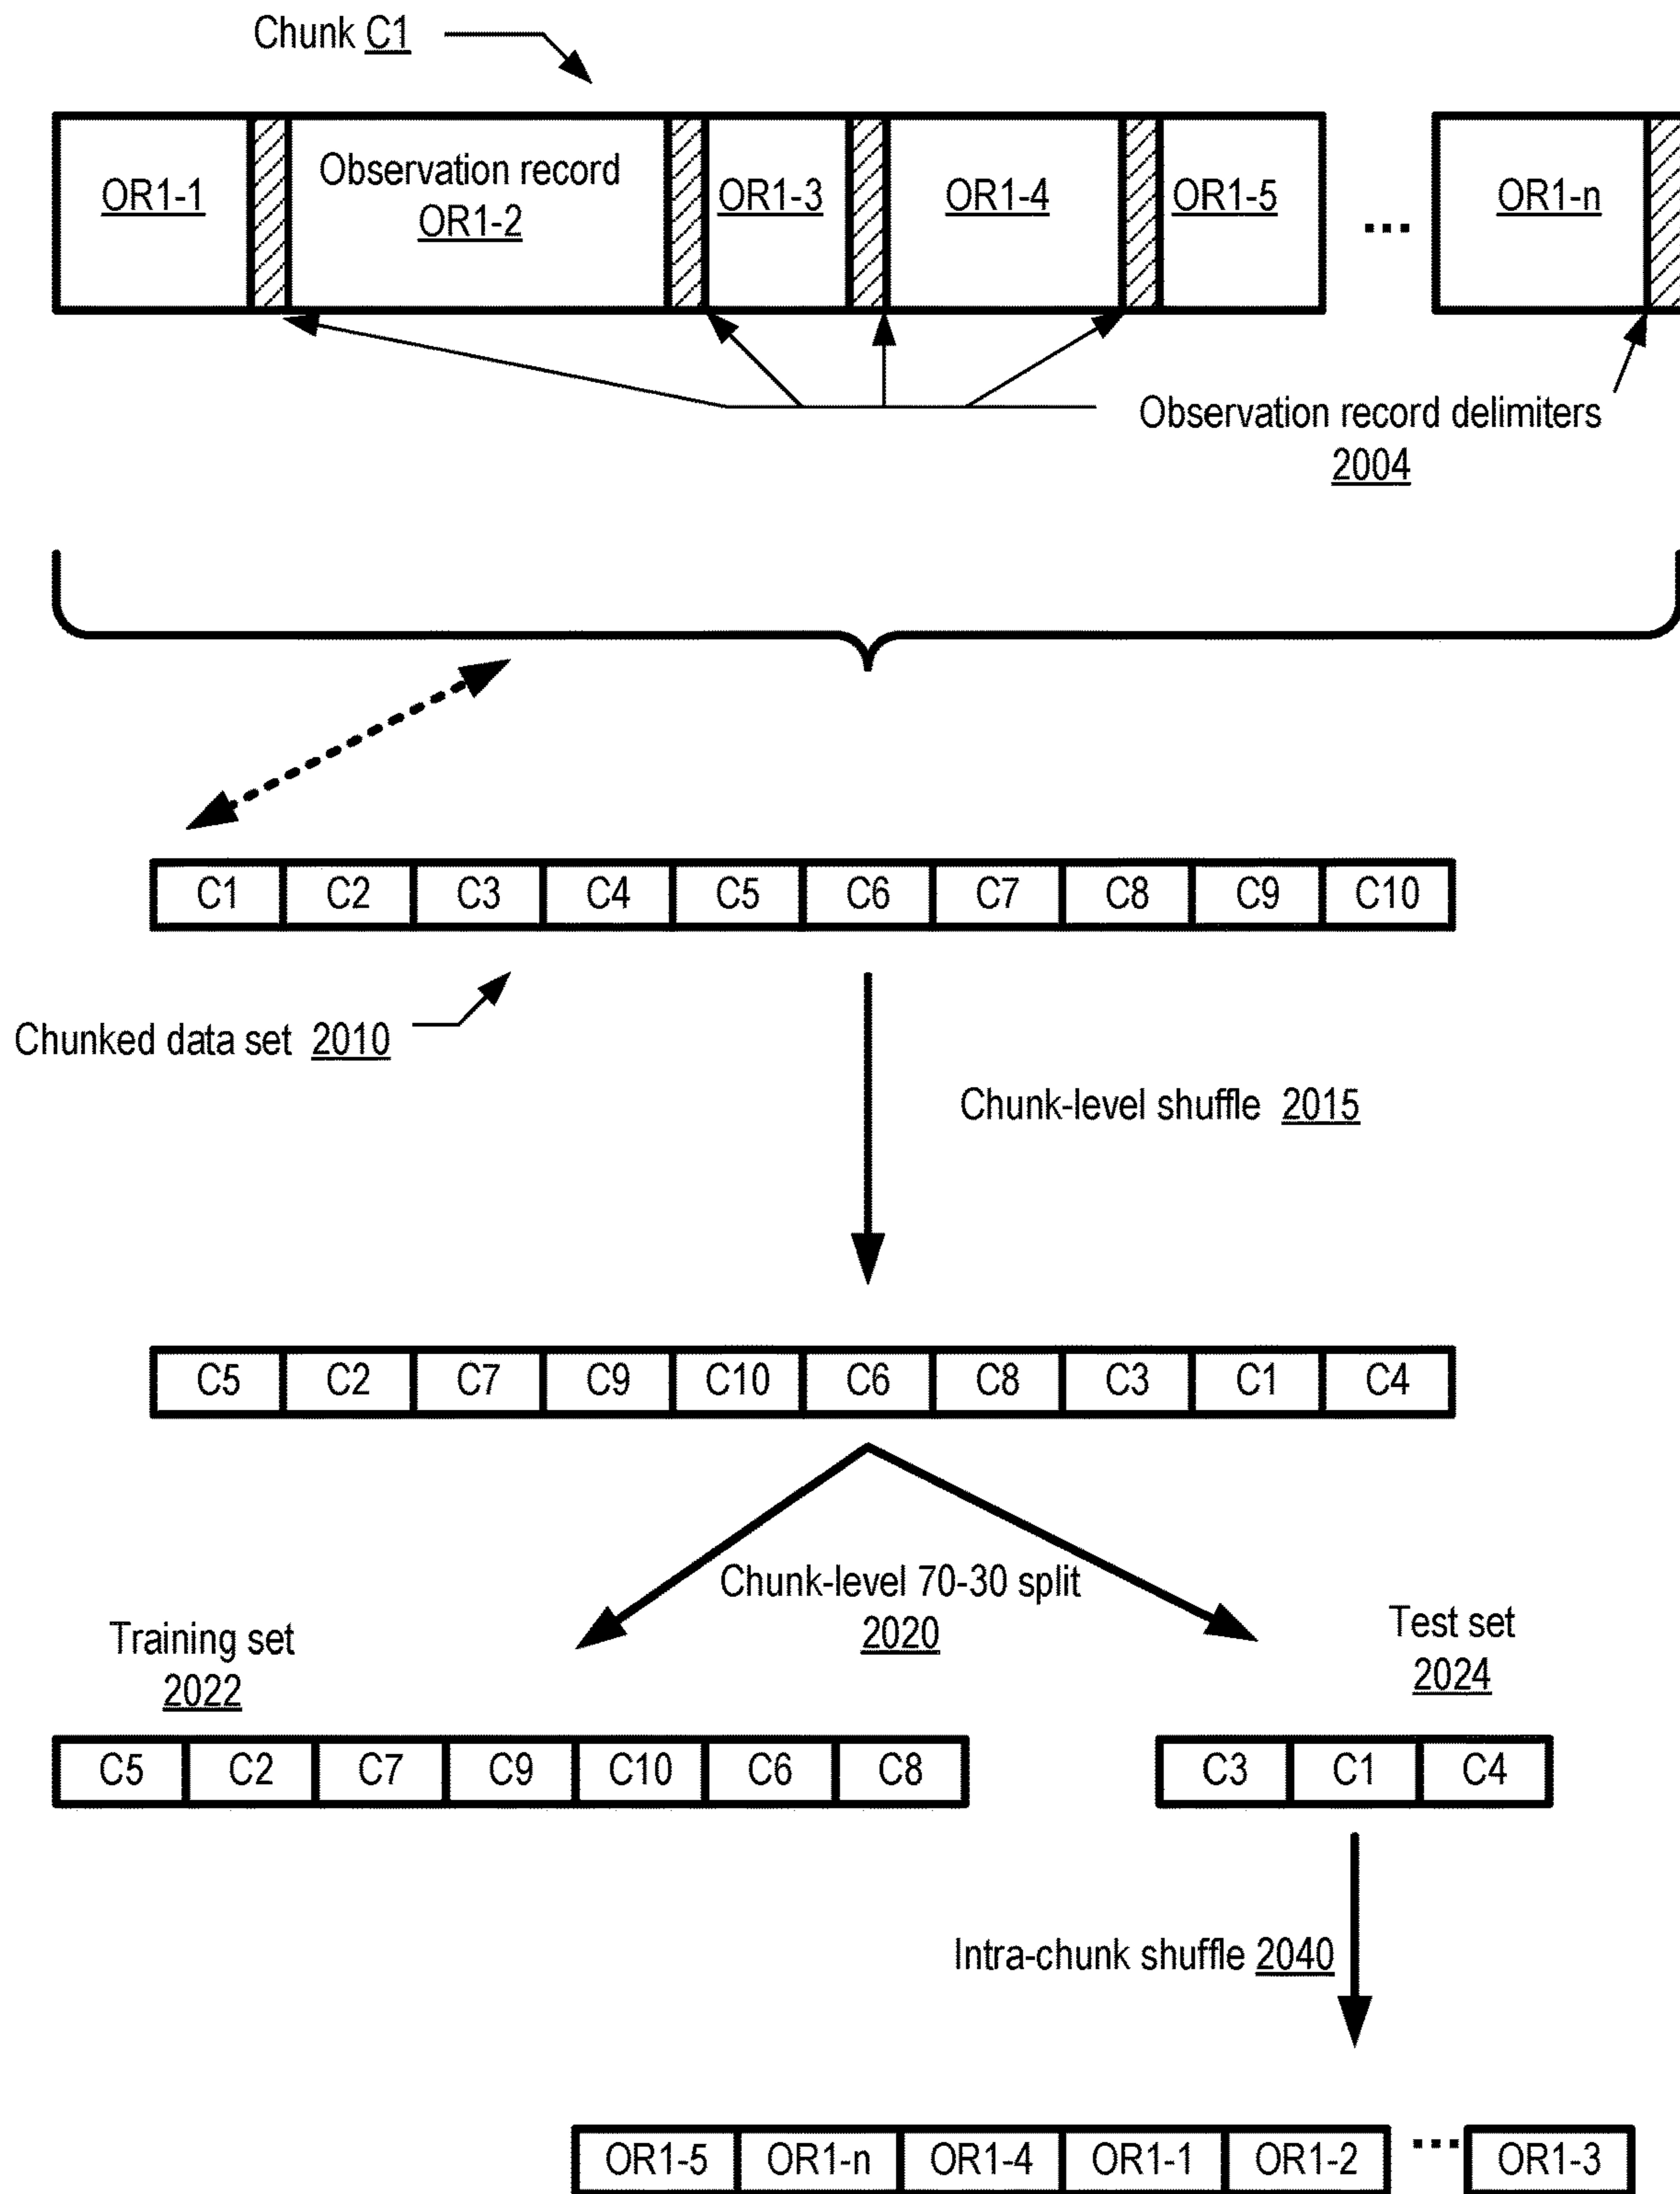 Chunk C1
OR1-1
Observation record
OR1-2
OR1-3
OR1-4
OR1-5
...
OR1-n
Observation record delimiters
2004
C1 C2 C3 C4 C5 C6 C7 C8 C9 C10
Chunked data set 2010
Chunk-level shuffle 2015
C5 C2 C7 C9 C10 C6 C8 C3 C1 C4
Chunk-level 70-30 split
2020
Training set
2022
Test set
2024
C5 C2 C7 C9 C10 C6 C8
C3 C1 C4
Intra-chunk shuffle 2040
OR1-5 OR1-n OR1-4 OR1-1 OR1-2 ... OR1-3